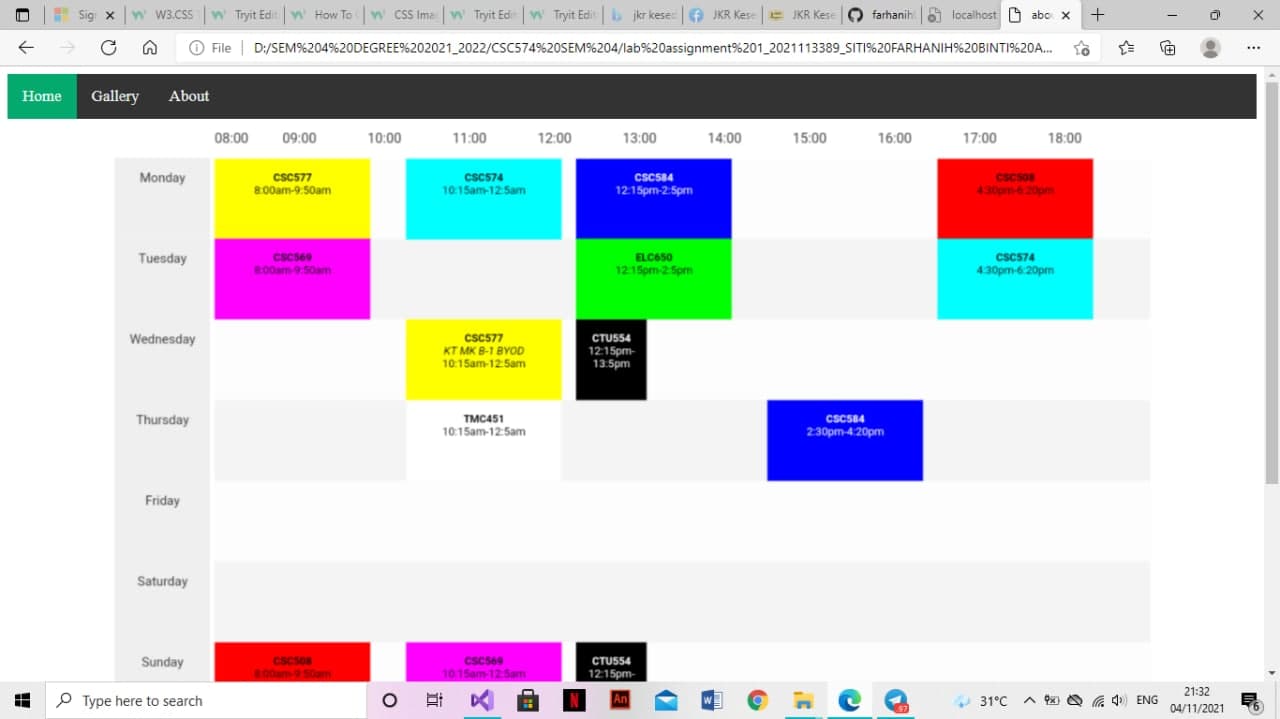 Sign
W3.CSS
Tryit Edit
How To
CSS Ima
Tryit Edit
Tryit Edit
jkr kesed
JKR Kese
JKR Kese
farhanih
localhost
abo
File
D:/SEM%204%20DEGREE%202021_2022/CSC574%20SEM%204/lab%20assignment%201_2021113389_SITI%20FARHANIH%20BINTI%20A...
Home Gallery About
08:00 09:00 10:00 11:00 12:00 13:00 14:00 15:00 16:00 17:00 18:00
Monday
CSC577
8:00am-9:50am
CSC574
10:15am-12:5am
CSC584
12:15pm-2:5pm
CSC508
4:30pm-6:20pm
Tuesday
CSC569
8:00am-9:50am
ELC650
12:15pm-2:5pm
CSC574
4:30pm-6:20pm
Wednesday
CSC577
KT MK B-1 BYOD
10:15am-12:5am
CTU554
12:15pm-
13:5pm
Thursday
TMC451
10:15am-12:5am
CSC584
2:30pm-4:20pm
Friday
Saturday
Sunday
CSC508
8:00am-9:50am
CSC569
10:15am-12:5am
CTU554
12:15pm-
Type here to search
N
An
97
31°C
ENG
21:32
04/11/2021
6